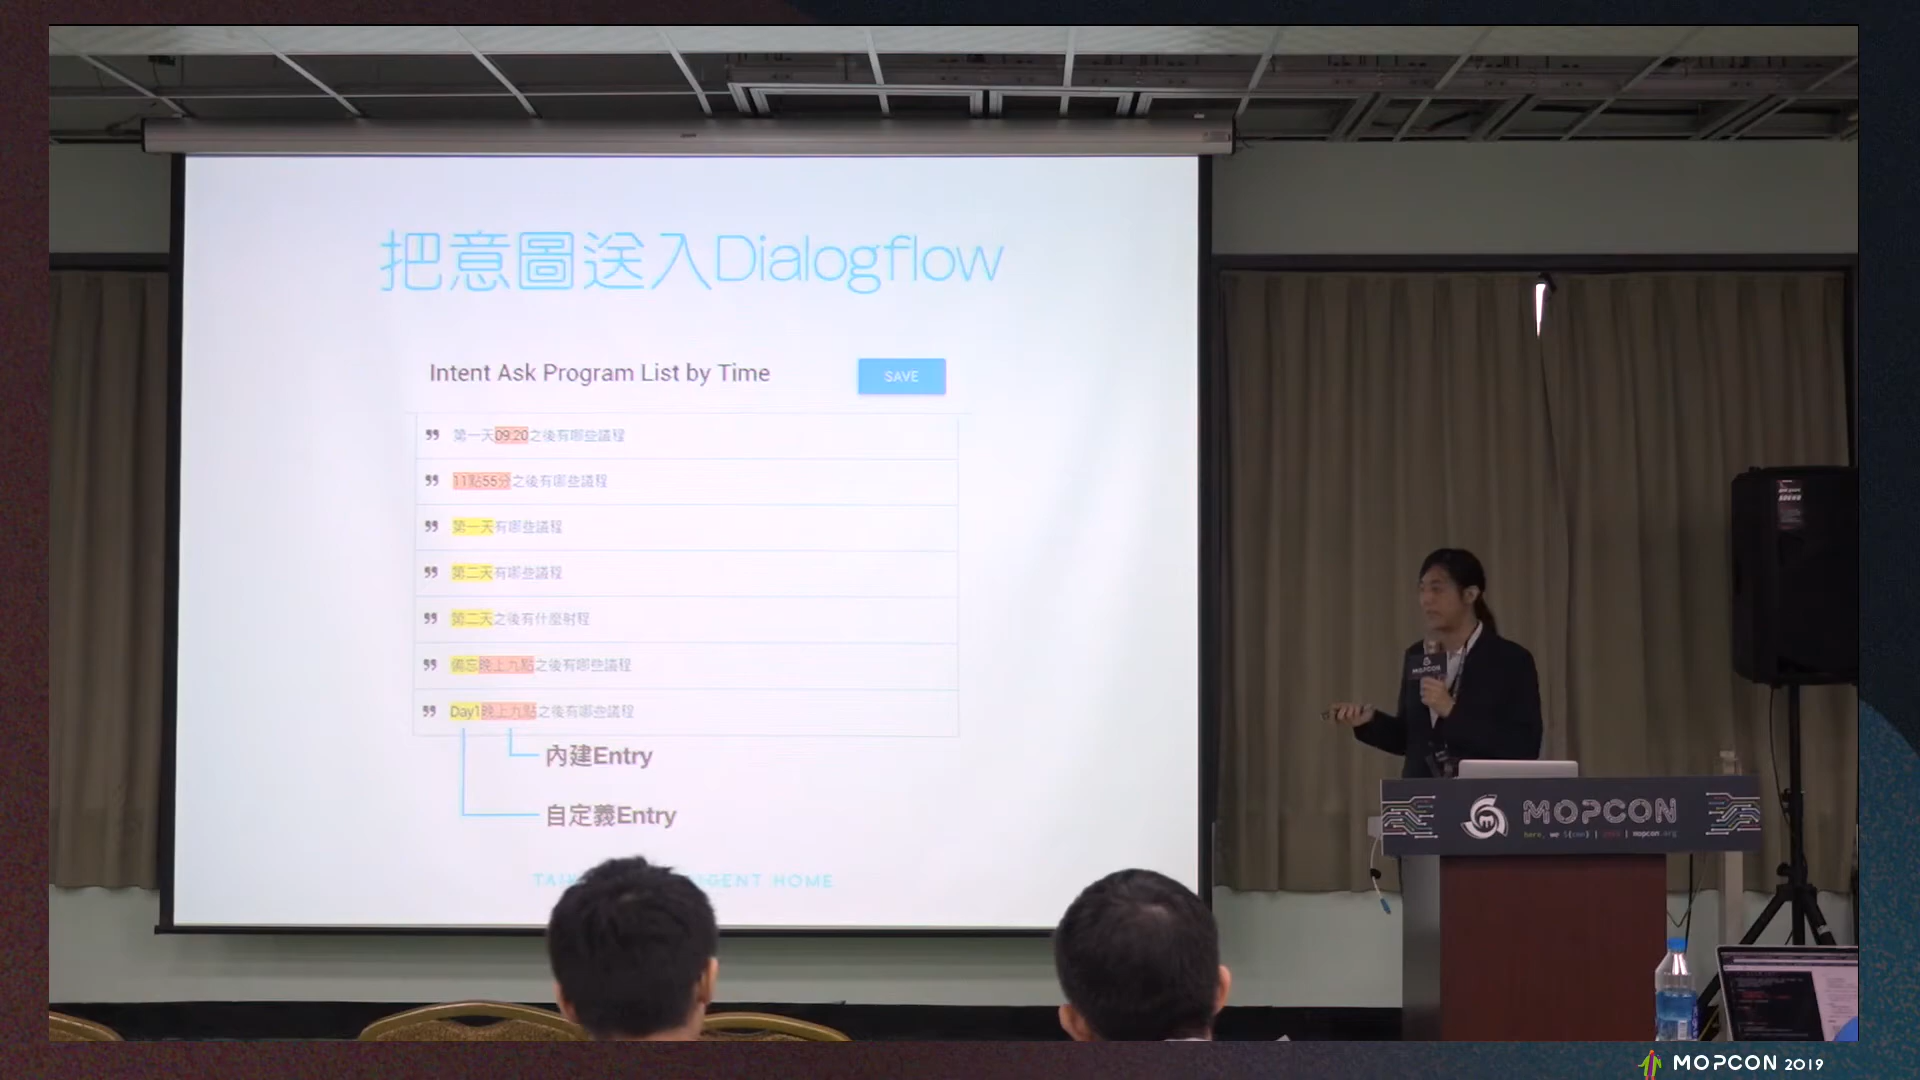 把意圖送入Dialogflow
Intent Ask Program List by Time
SAVE
第一天09:20之後有哪些議程
11點55分之後有哪些議程
第一天有哪些議程
第二天有哪些議程
第二天之後有什麼射程
備忘晚上九點之後有哪些議程
Day1晚上九點之後有哪些議程
內建Entry
自定義Entry
IGENT HOME
MOPCON
MOPCON
MOPCON 2019